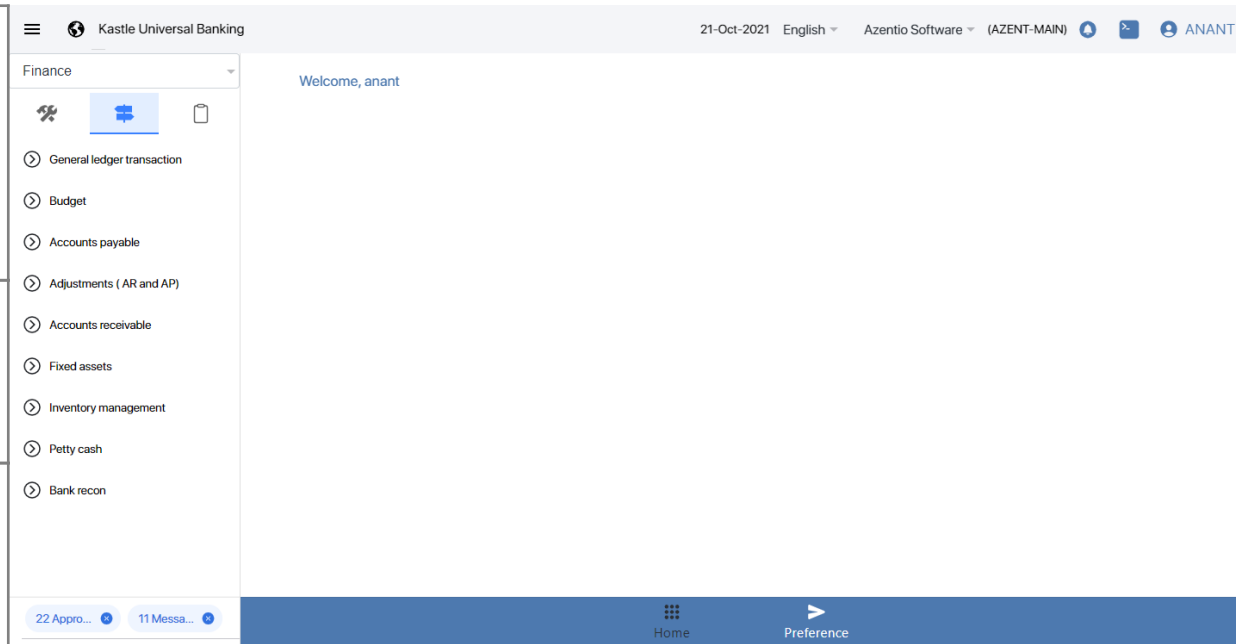 Kastle Universal Banking
21-Oct-2021 English Azentio Software (AZENT-MAIN) ANANT
Finance
Welcome, anant
General ledger transaction
Budget
Accounts payable
Adjustments ( AR and AP)
Accounts receivable
Fixed assets
Inventory management
Petty cash
Bank recon
22 Appro...
11 Messa...
Home
Preference